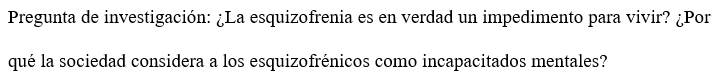 Pregunta de investigación: ¿La esquizofrenia es en verdad un impedimento para vivir? ¿Por
qué la sociedad considera a los esquizofrénicos como incapacitados mentales?